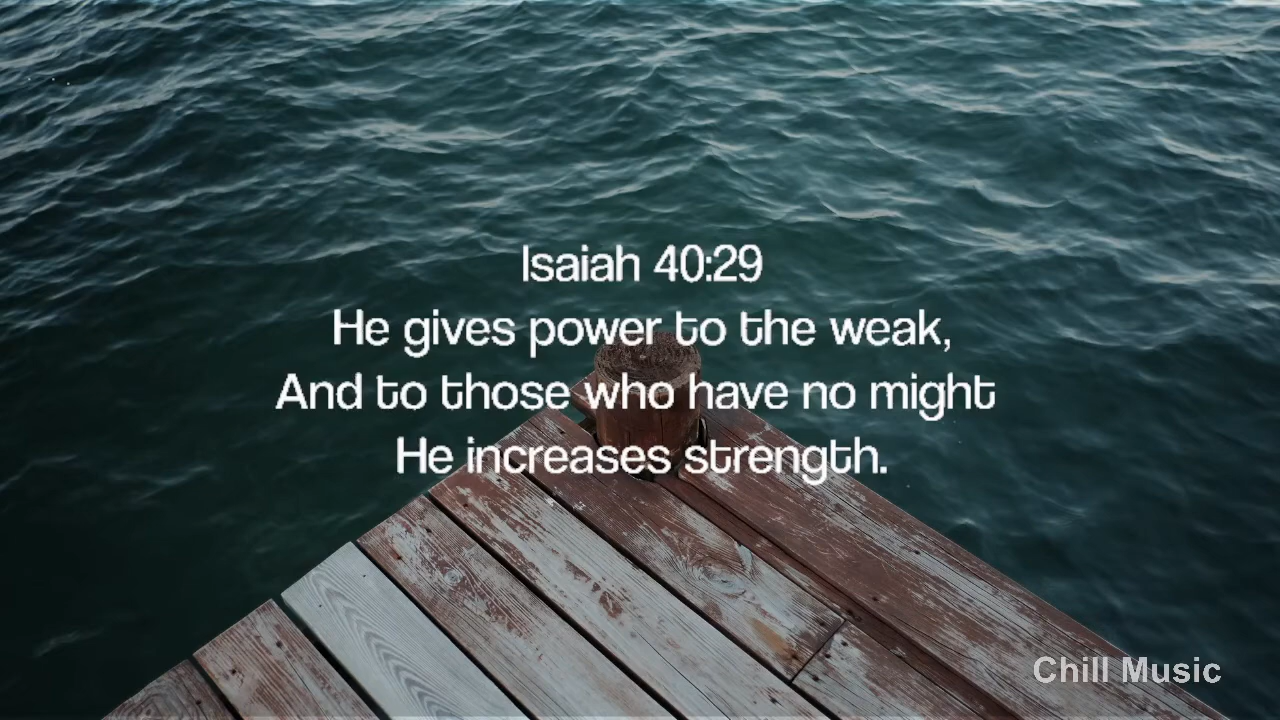 Isaiah 40:29
He gives power to the weak,
And to those who have no might
He increases strength.
Chill Music